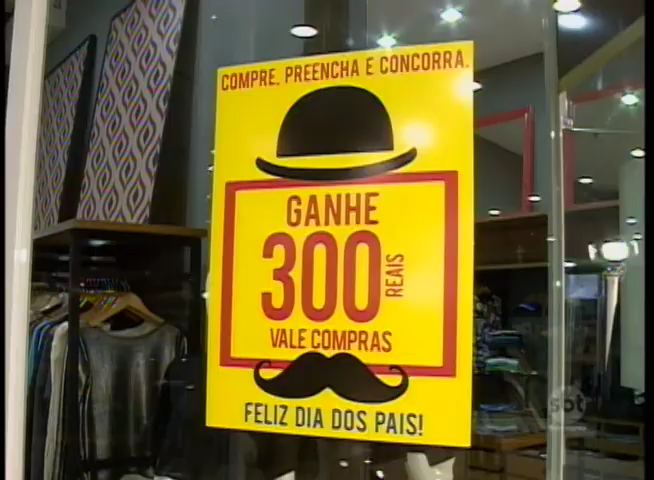 COMPRE, PREENCHA E CONCORRA.
GANHE
300
REAIS
VALE COMPRAS
FELIZ DIA DOS PAIS!
sbt